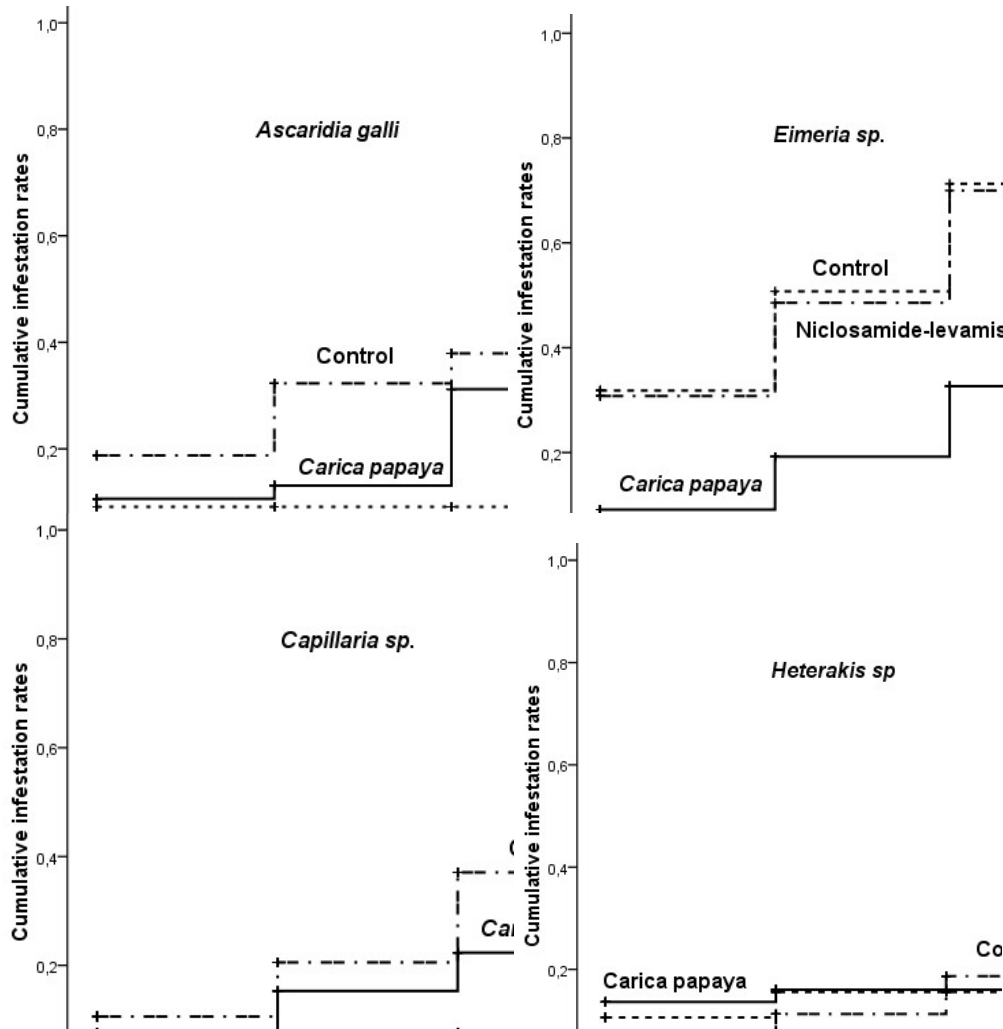 Cumulative infestation rates
1,0
0,8
0,6
0,4
0,2
Ascaridia galli
Control
Carica papaya
Cumulative infestation rates
1,0
0,8
0,6
0,4
0,2
Eimeria sp.
Control
Niclosamide-levamis
Carica papaya
Cumulative infestation rates
1,0
0,8
0,6
0,4
0,2
Capillaria sp.
Cumulative infestation rates
1,0
0,8
0,6
0,4
0,2
Heterakis sp
Co
Carica papaya